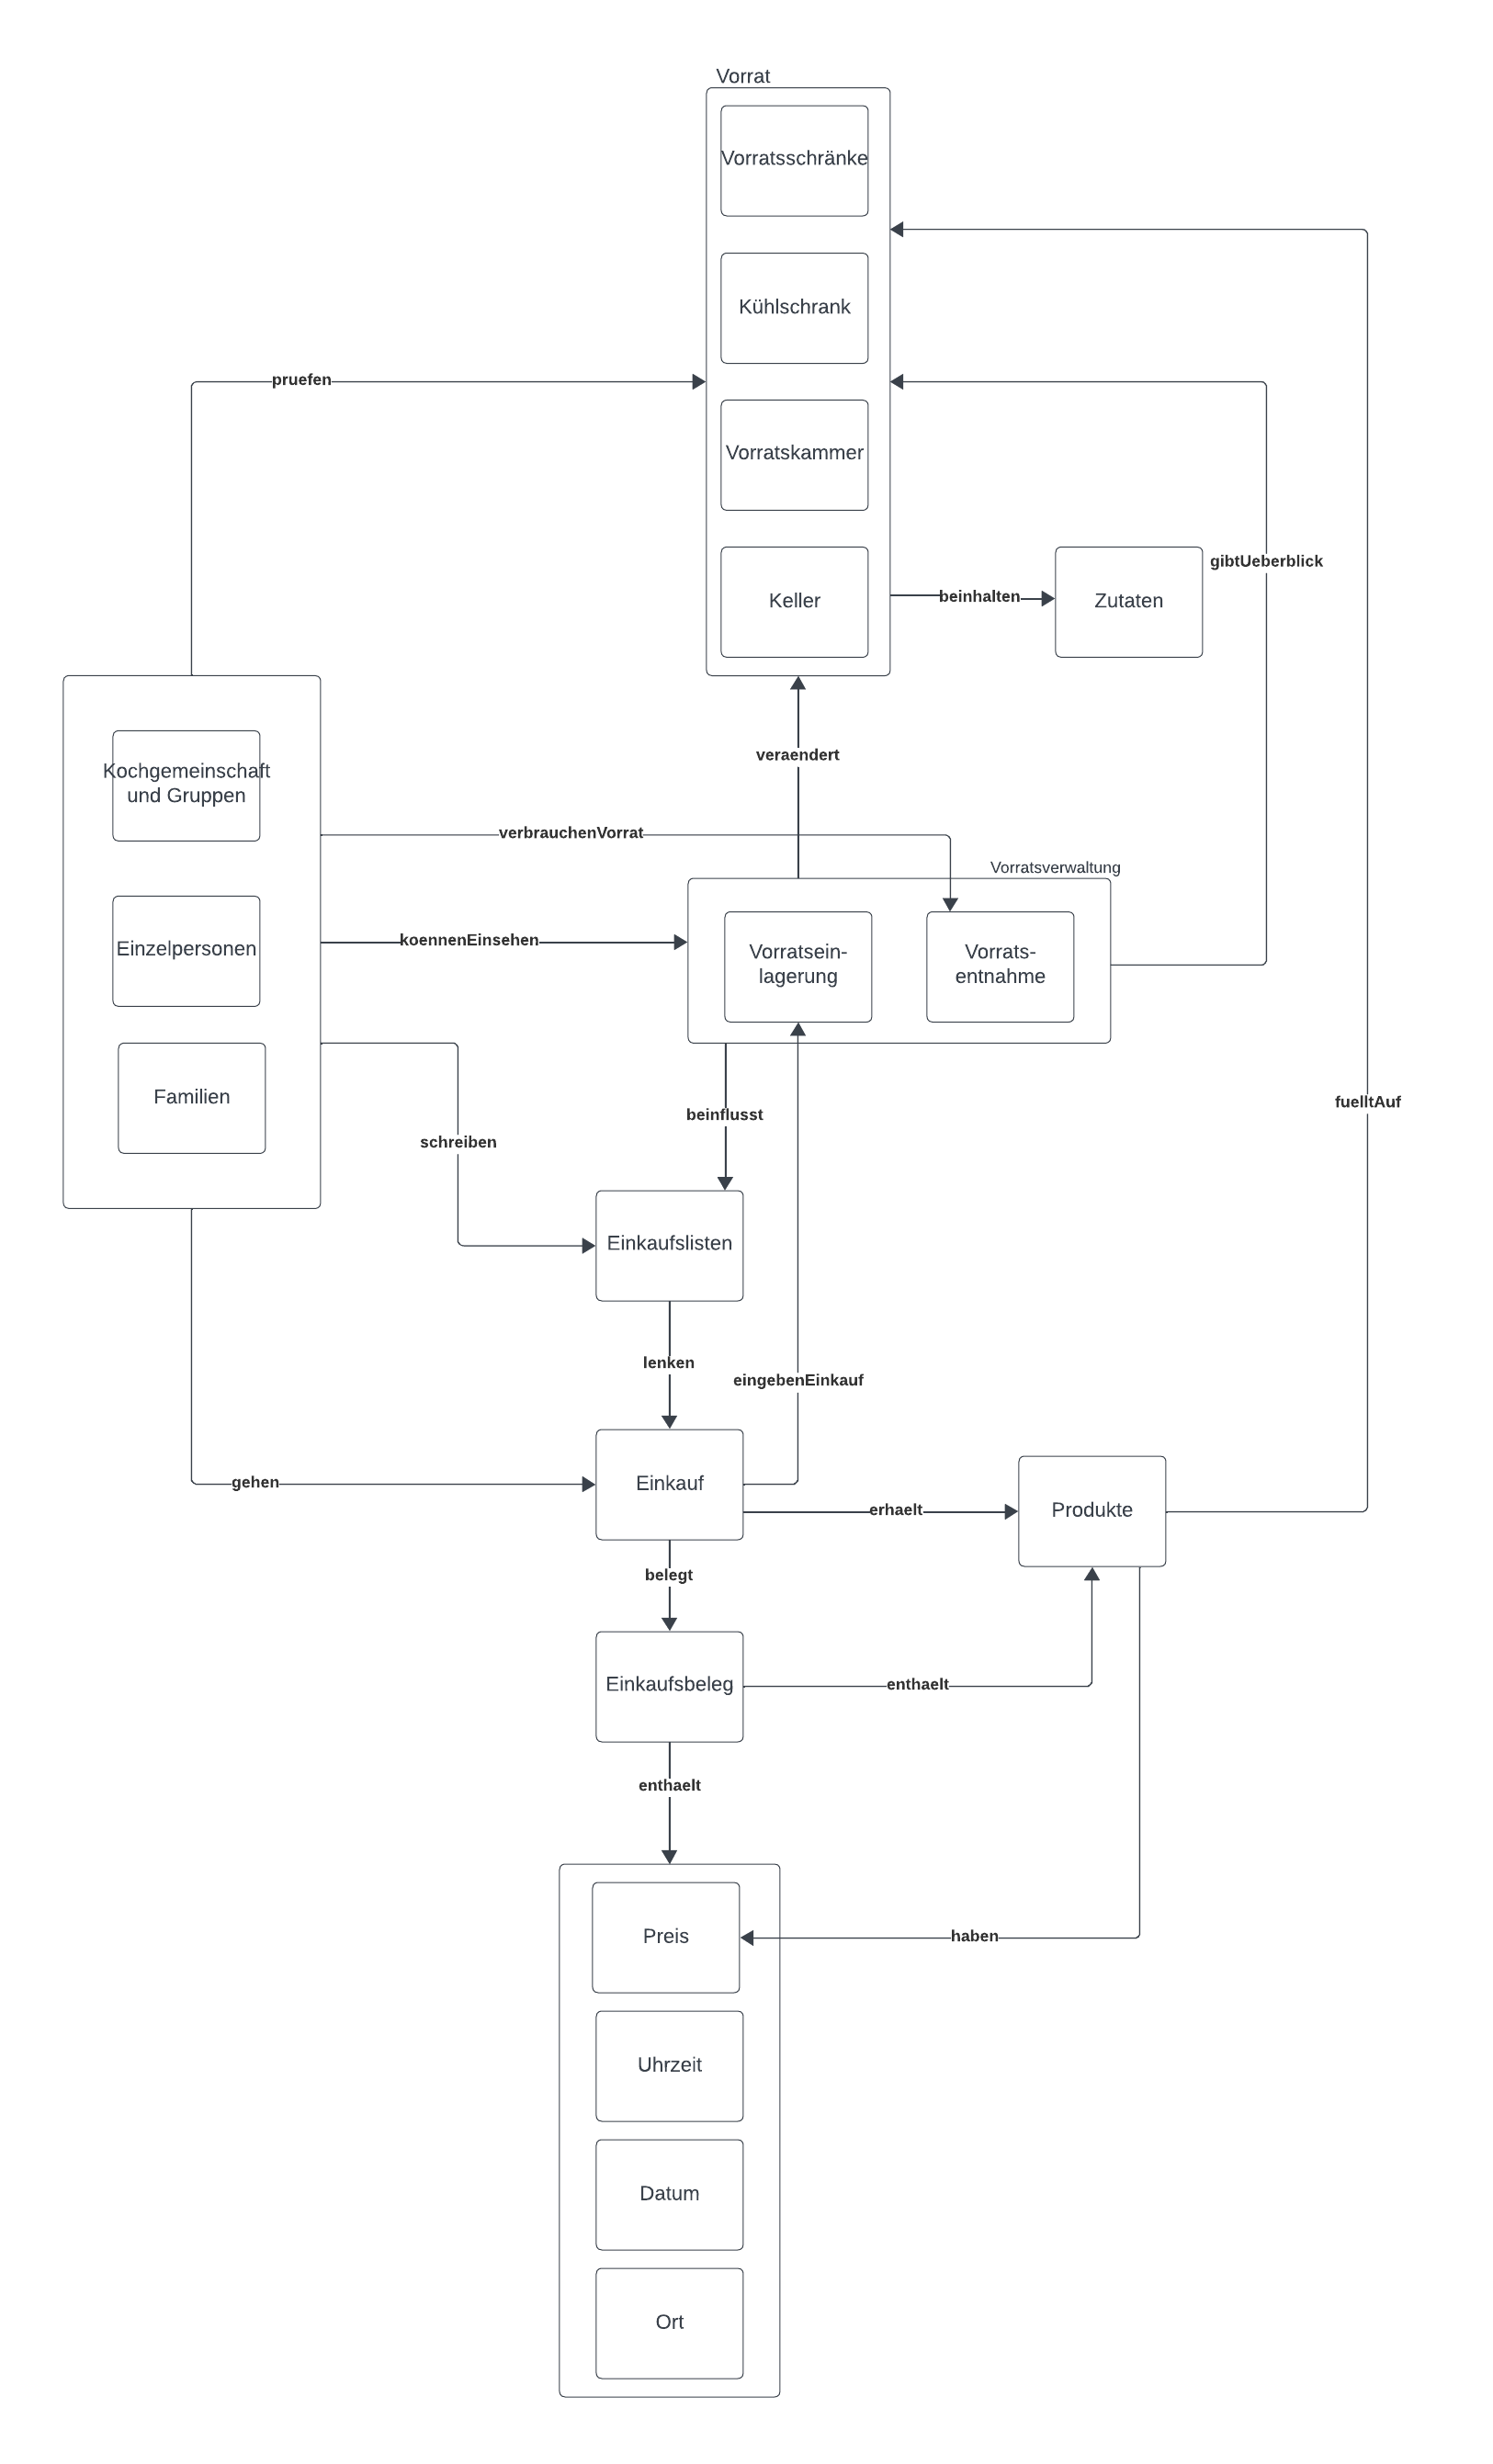 Vorrat
Vorratsschränke
Kühlschrank
pruefen
Vorratskammer
gibtUeberblick
Keller
beinhalten
Zutaten
veraendert
Kochgemeinschaft
und Gruppen
verbrauchenVorrat
Vorratsverwaltung
Einzelpersonen
koennenEinsehen
Vorratsein-
lagerung
Vorrats-
entnahme
Familien
fuelltAuf
beinflusst
schreiben
Einkaufslisten
lenken
eingebenEinkauf
gehen
Einkauf
erhaelt
Produkte
belegt
Einkaufsbeleg
enthaelt
enthaelt
Preis
haben
Uhrzeit
Datum
Ort